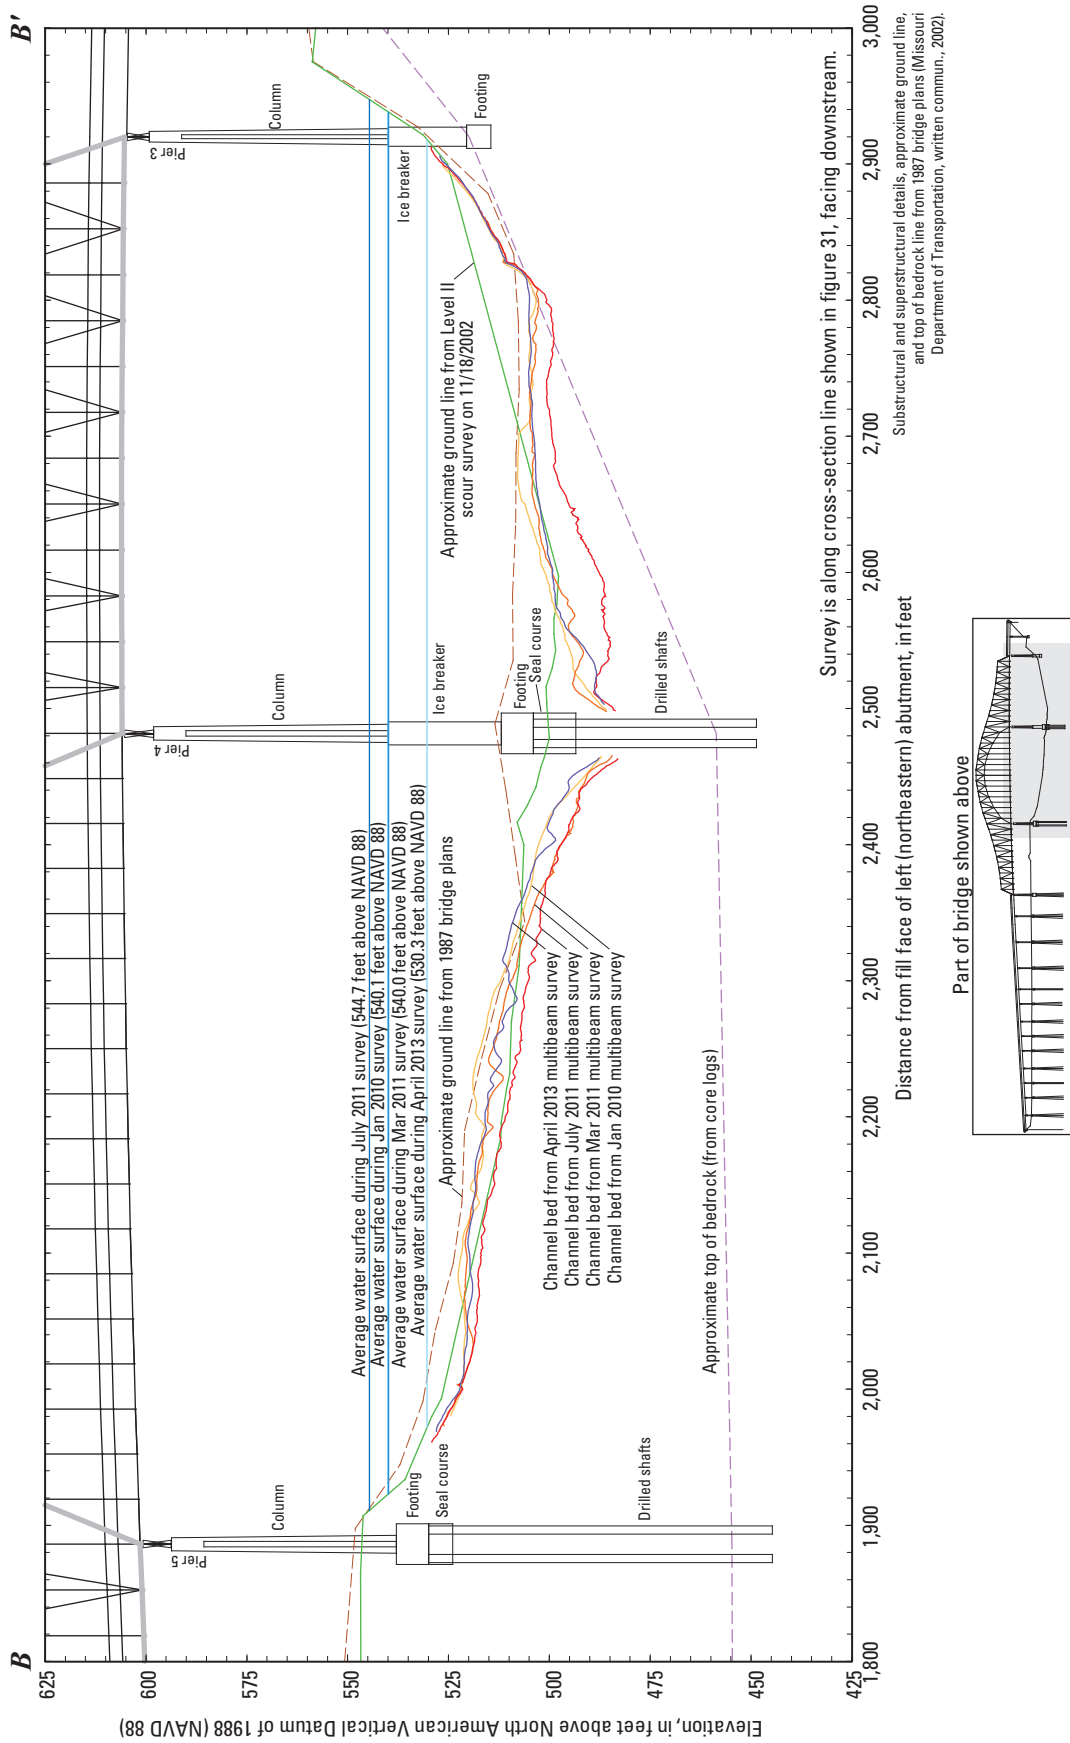 B
B'
Elevation, in feet above North American Vertical Datum of 1988 (NAVD 88)
625
600
575
550
525
500
475
450
425
Pier 5
Column
Footing
Seal course
Drilled shafts
Pier 4
Column
Ice breaker
Footing
Seal course
Drilled shafts
Pier 3
Column
Ice breaker
Footing
Average water surface during July 2011 survey (544.7 feet above NAVD 88)
Average water surface during Jan 2010 survey (540.1 feet above NAVD 88)
Average water surface during Mar 2011 survey (540.0 feet above NAVD 88)
Average water surface during April 2013 survey (530.3 feet above NAVD 88)
Approximate ground line from 1987 bridge plans
Approximate ground line from Level II
scour survey on 11/18/2002
Channel bed from April 2013 multibeam survey
Channel bed from July 2011 multibeam survey
Channel bed from Mar 2011 multibeam survey
Channel bed from Jan 2010 multibeam survey
Approximate top of bedrock (from core logs)
Survey is along cross-section line shown in figure 31, facing downstream.
1,800
1,900
2,000
2,100
2,200
2,300
2,400
2,500
2,600
2,700
2,800
2,900
3,000
Distance from fill face of left (northeastern) abutment, in feet
Substructural and superstructural details, approximate ground line,
and top of bedrock line from 1987 bridge plans (Missouri
Department of Transportation, written commun., 2002).
Part of bridge shown above